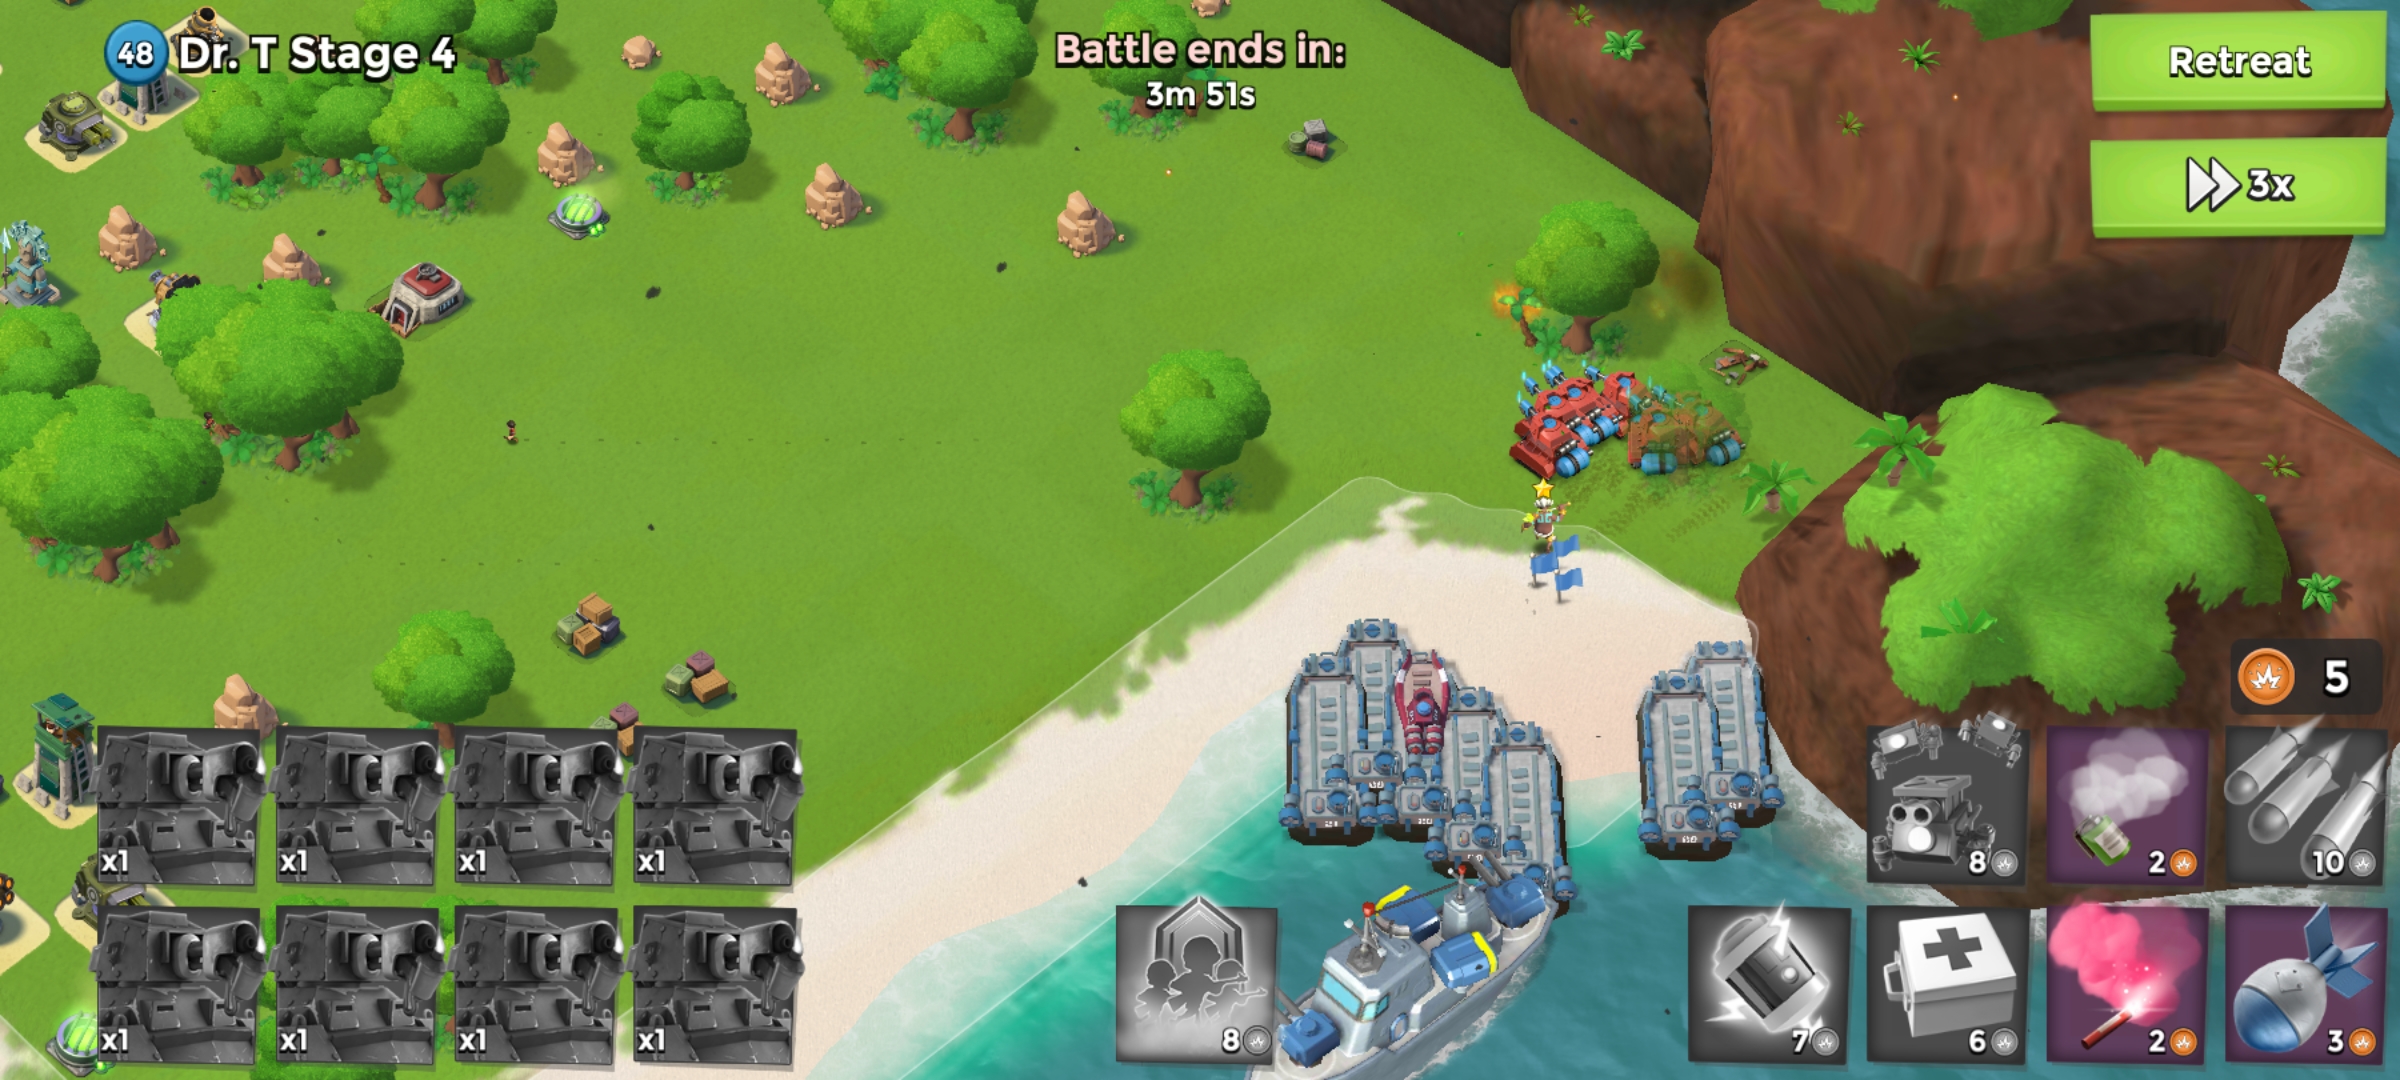 48 Dr. T Stage 4
Battle ends in:
3m 51s
Retreat
3x
5
8
2
10
x1
x1
x1
x1
x1
x1
x1
x1
8
7
6
2
3